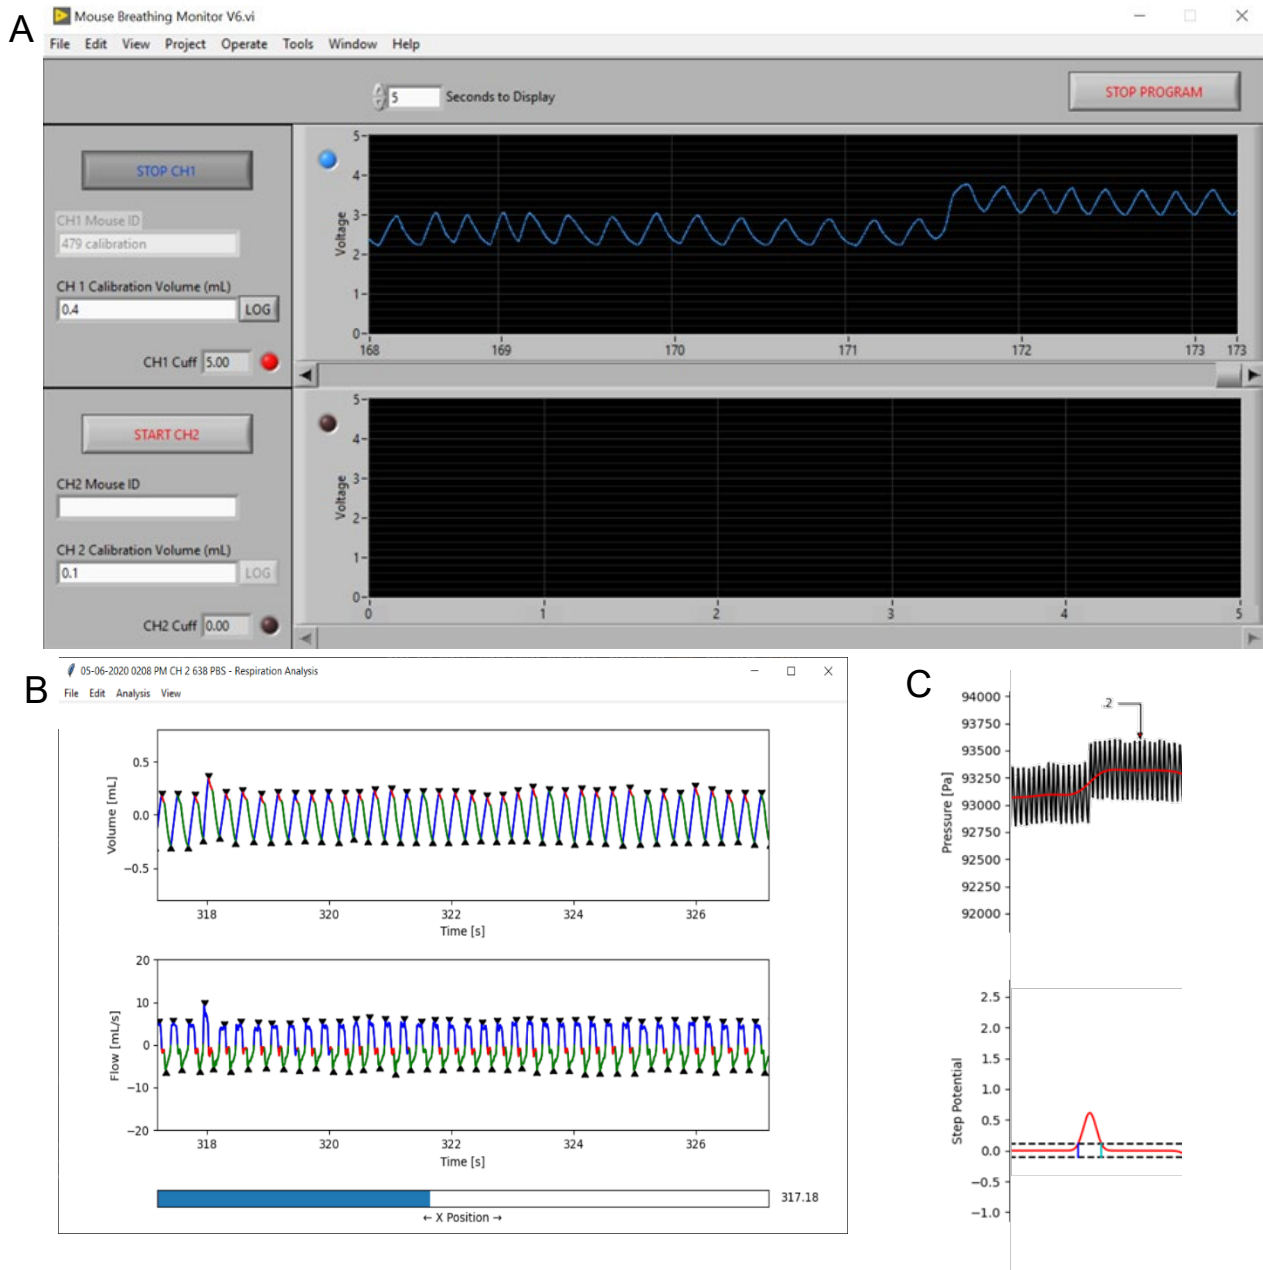 A
Mouse Breathing Monitor V6.vi
File Edit View Project Operate Tools Window Help
5 Seconds to Display
STOP PROGRAM
STOP CH1
CH1 Mouse ID
479 calibration
CH 1 Calibration Volume (mL)
0.4 LOG
CH1 Cuff 5.00
Voltage
5
4
3
2
1
0
168 169 170 171 172 173 173
START CH2
CH2 Mouse ID
CH 2 Calibration Volume (mL)
0.1 LOG
CH2 Cuff 0.00
Voltage
5
4
3
2
1
0
0 1 2 3 4 5
B
05-06-2020 0208 PM CH 2 638 PBS - Respiration Analysis
File Edit Analysis View
Volume [mL]
0.5
0.0
−0.5
318 320 322 324 326
Time [s]
Flow [mL/s]
20
10
0
−10
−20
318 320 322 324 326
Time [s]
317.18
← X Position →
C
Pressure [Pa]
94000
93750
93500
93250
93000
92750
92500
92250
92000
.2
Step Potential
2.5
2.0
1.5
1.0
0.5
0.0
−0.5
−1.0